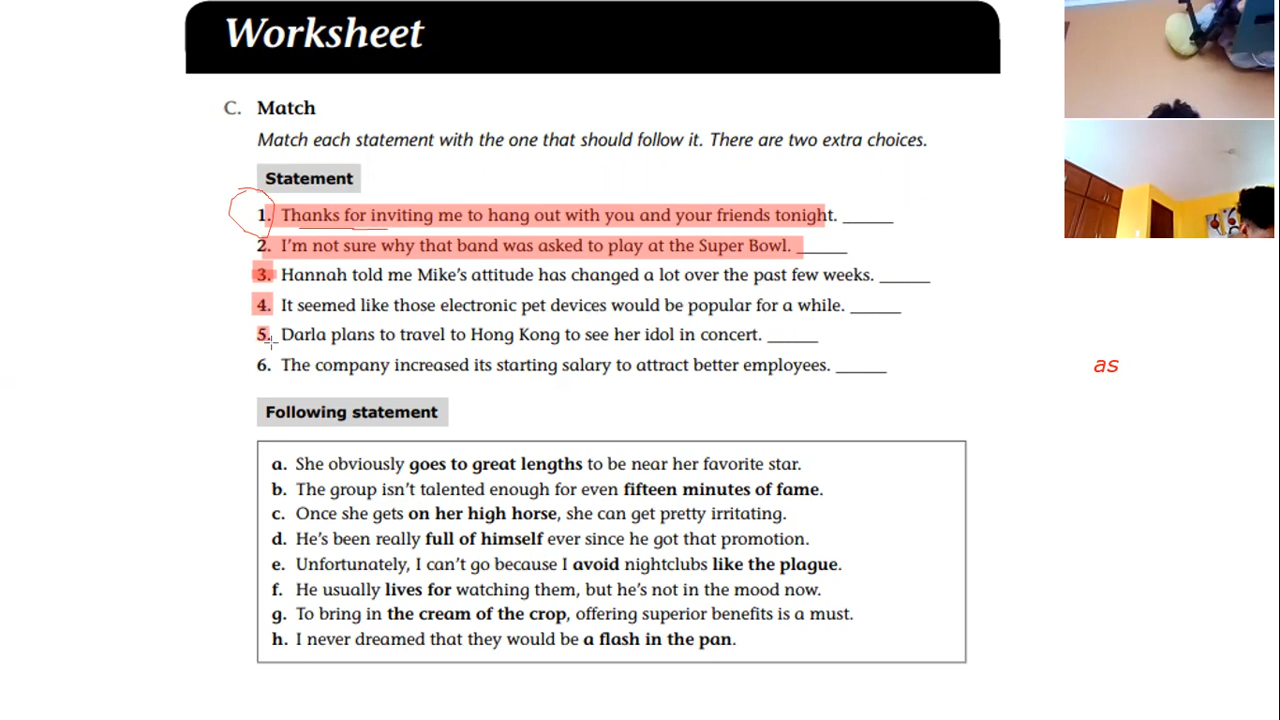 Worksheet
C. Match
Match each statement with the one that should follow it. There are two extra choices.
Statement
1. Thanks for inviting me to hang out with you and your friends tonight. ______
2. I'm not sure why that band was asked to play at the Super Bowl. ______
3. Hannah told me Mike's attitude has changed a lot over the past few weeks. ______
4. It seemed like those electronic pet devices would be popular for a while. ______
5. Darla plans to travel to Hong Kong to see her idol in concert. ______
6. The company increased its starting salary to attract better employees. ______
as
Following statement
a. She obviously goes to great lengths to be near her favorite star.
b. The group isn't talented enough for even fifteen minutes of fame.
c. Once she gets on her high horse, she can get pretty irritating.
d. He's been really full of himself ever since he got that promotion.
e. Unfortunately, I can't go because I avoid nightclubs like the plague.
f. He usually lives for watching them, but he's not in the mood now.
g. To bring in the cream of the crop, offering superior benefits is a must.
h. I never dreamed that they would be a flash in the pan.